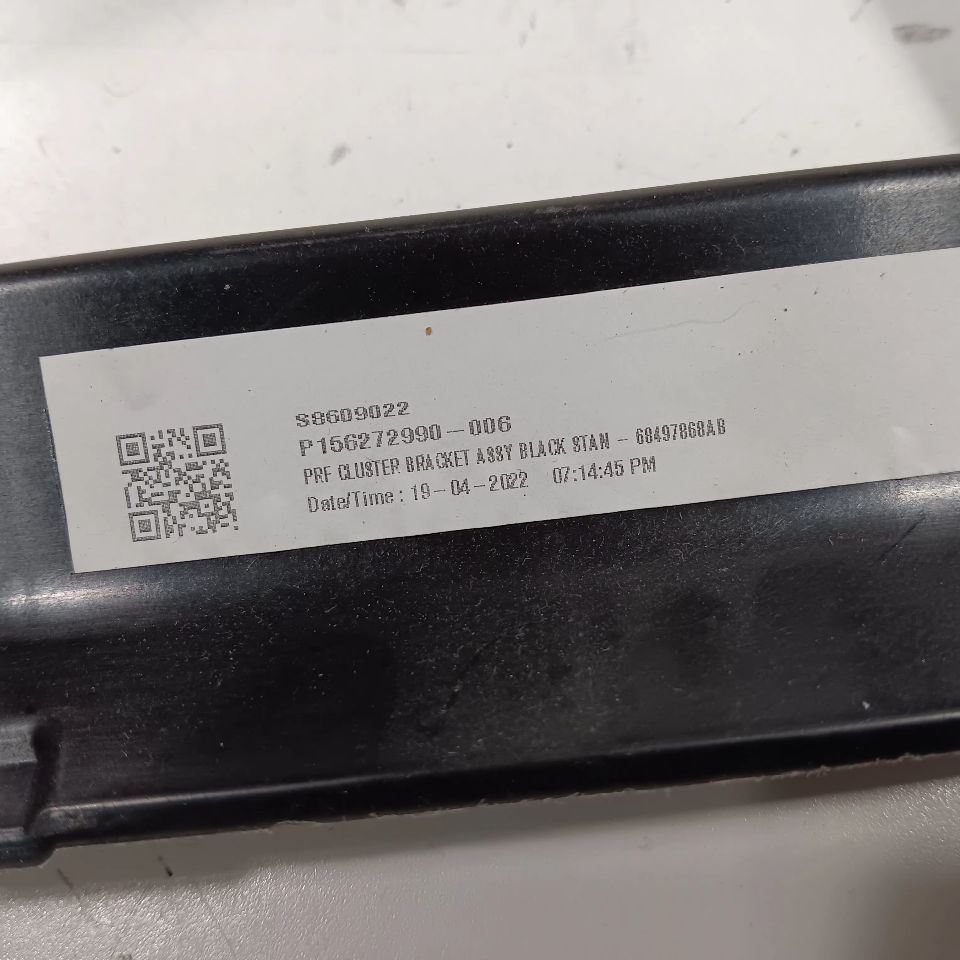 S8609022
P156272990-006
PRF CLUSTER BRACKET ASSY BLACK STAN - 68497868AB
Date/Time : 19-04-2022 07:14:45 PM